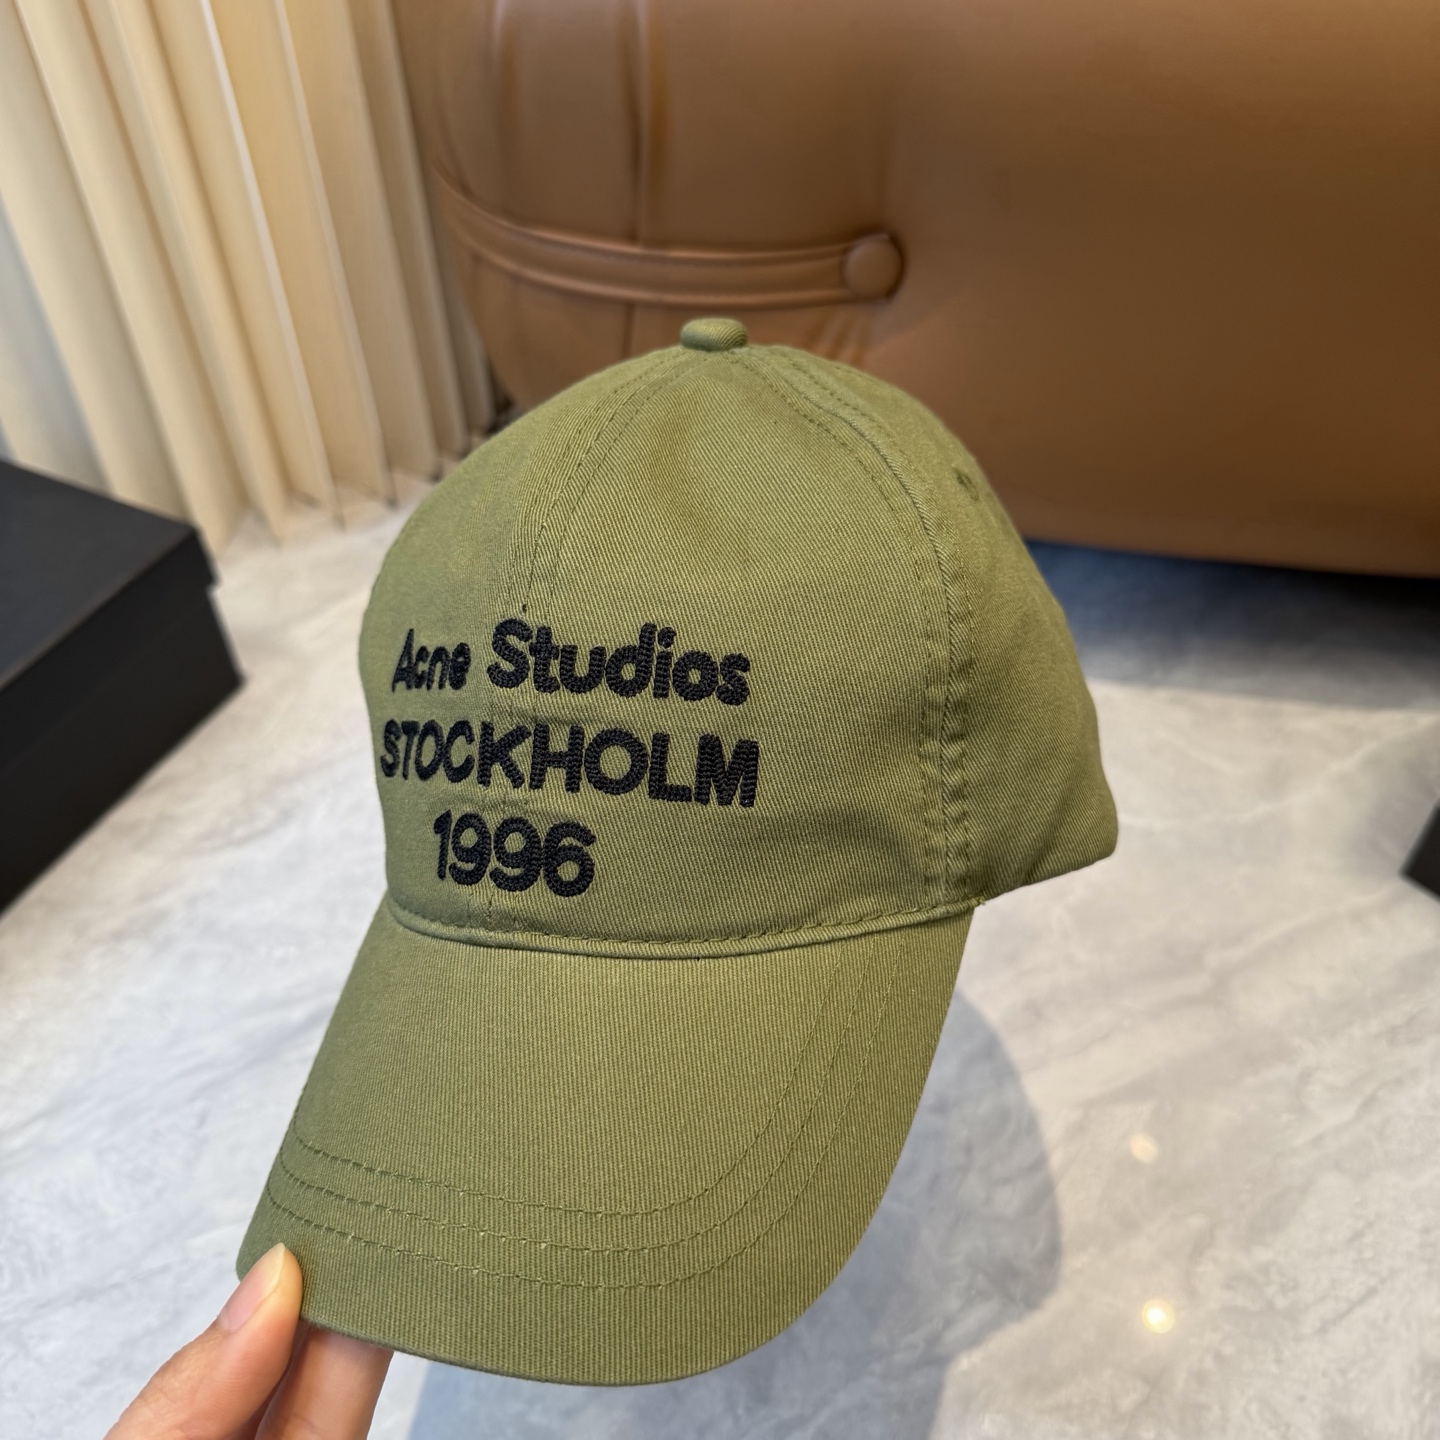 Acne Studios
STOCKHOLM
1996